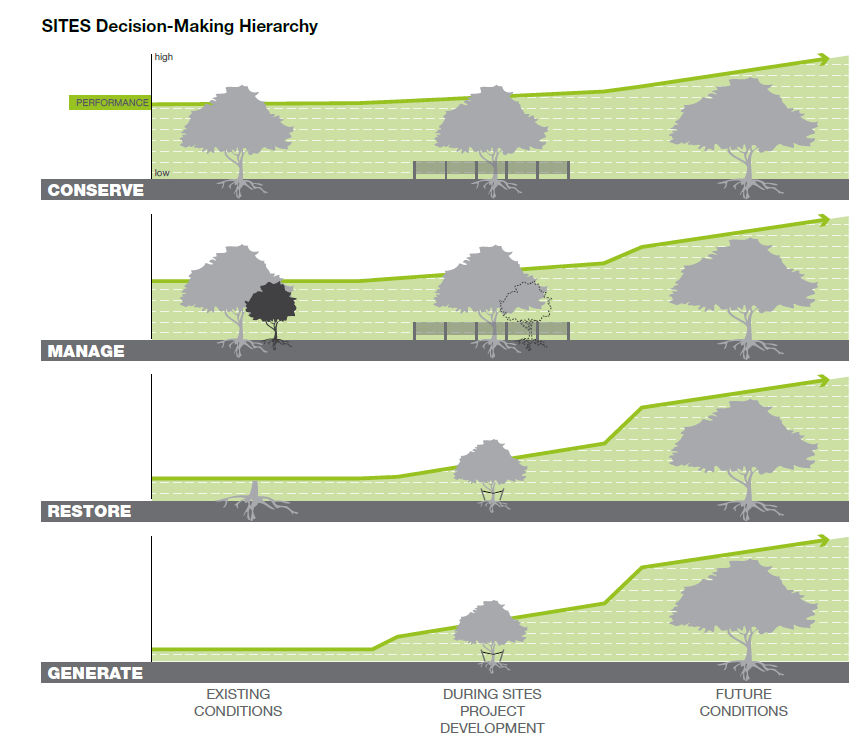 SITES Decision-Making Hierarchy
high
PERFORMANCE
low
CONSERVE
MANAGE
RESTORE
GENERATE
EXISTING
CONDITIONS
DURING SITES
PROJECT
DEVELOPMENT
FUTURE
CONDITIONS